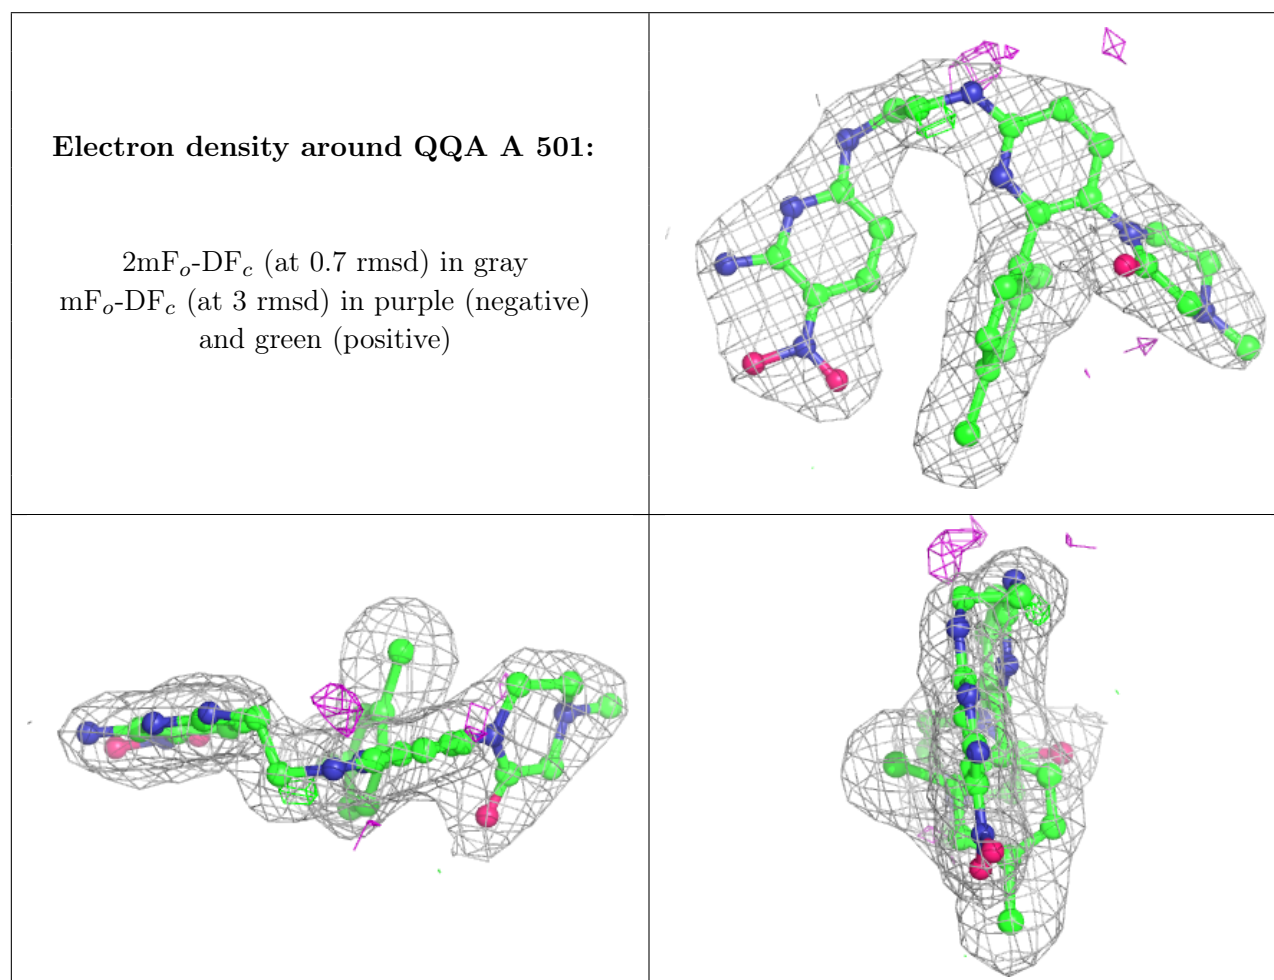 Electron density around QQA A 501:
2mFo-DFc (at 0.7 rmsd) in gray
mFo-DFc (at 3 rmsd) in purple (negative)
and green (positive)